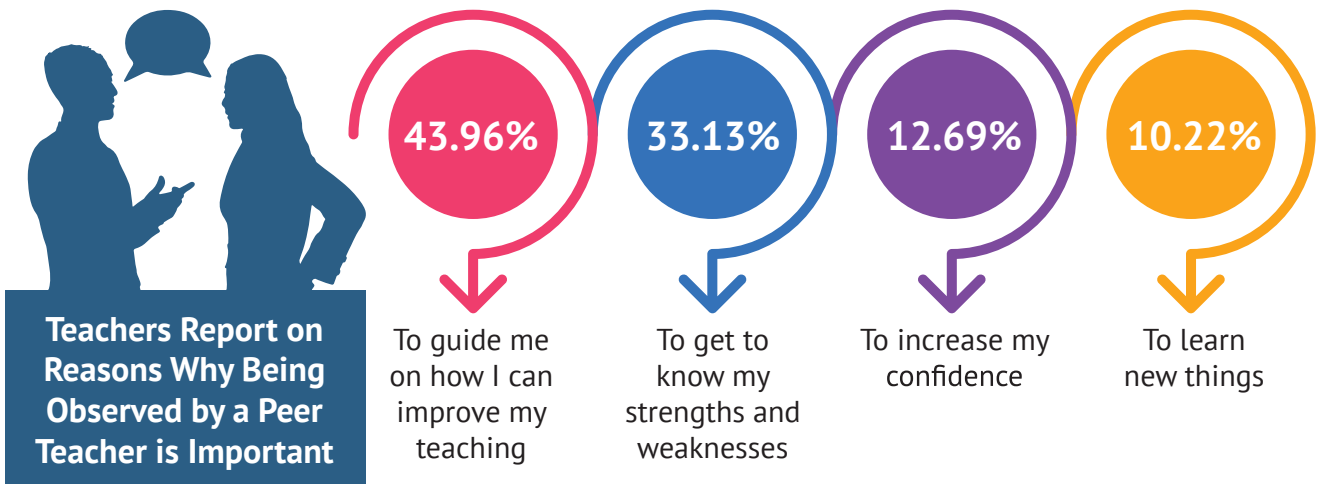 Teachers Report on
Reasons Why Being
Observed by a Peer
Teacher is Important
43.96%
To guide me
on how I can
improve my
teaching
33.13%
To get to
know my
strengths and
weaknesses
12.69%
To increase my
confidence
10.22%
To learn
new things